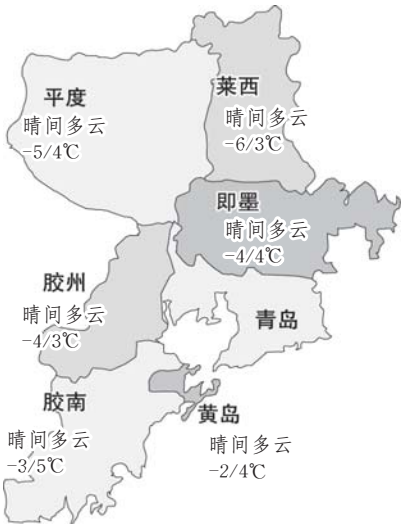 平度
晴间多云
-5/4℃
莱西
晴间多云
-6/3℃
即墨
晴间多云
-4/4℃
胶州
晴间多云
-4/3℃
青岛
胶南
晴间多云
-3/5℃
黄岛
晴间多云
-2/4℃